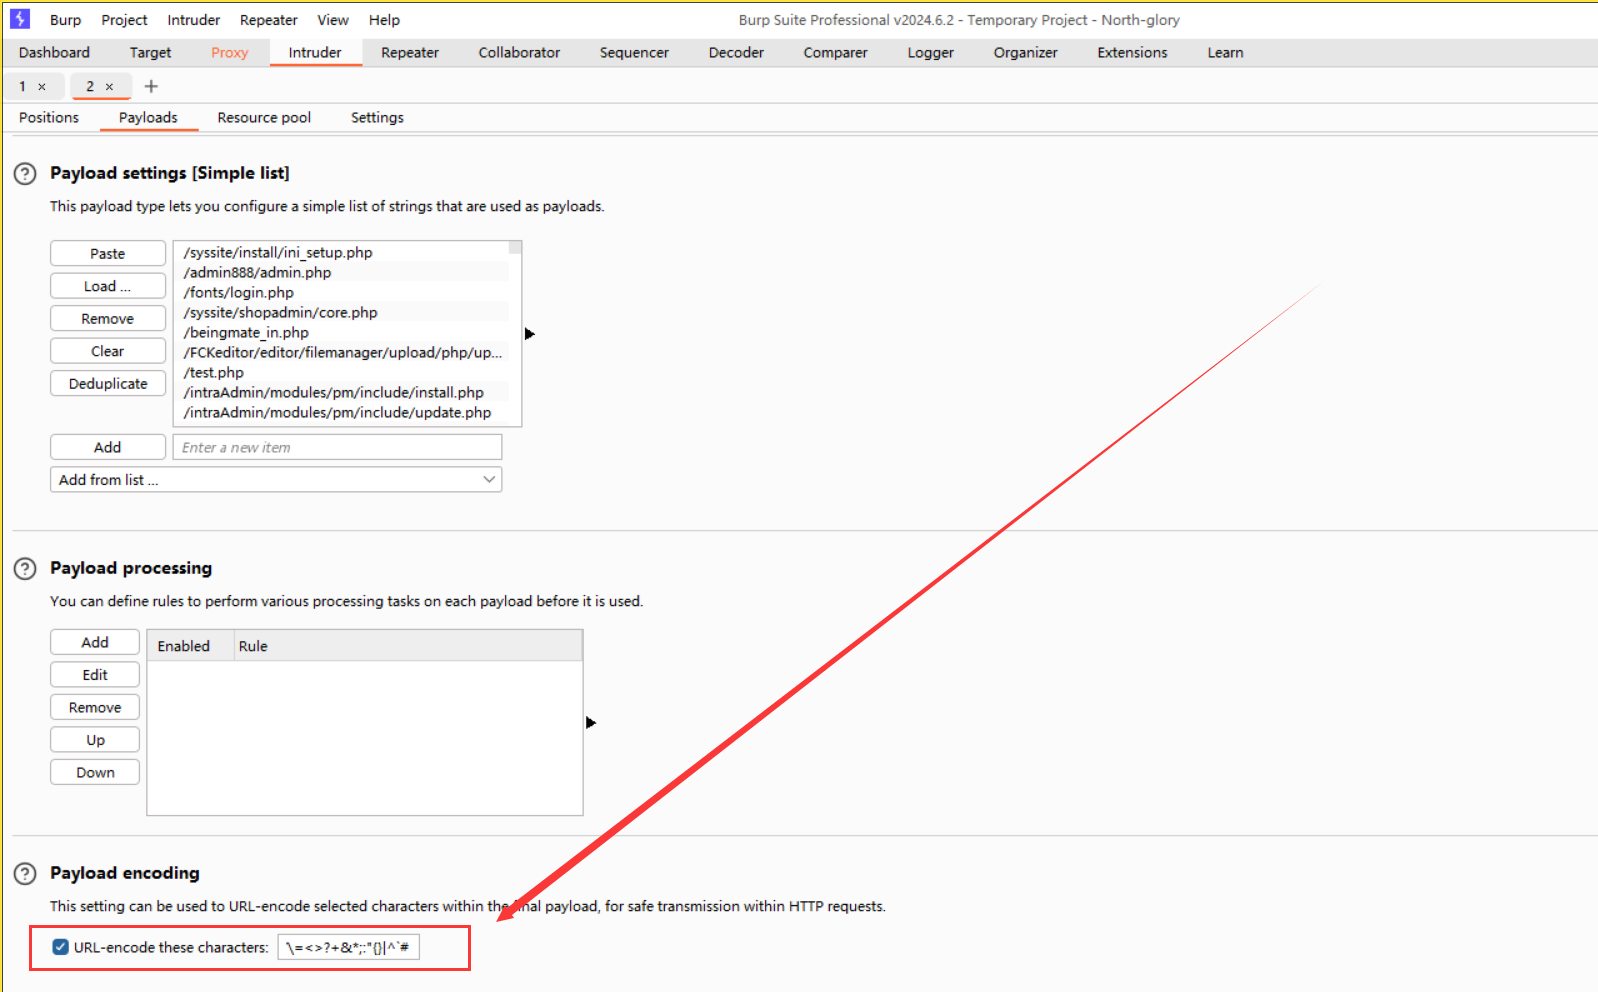 Burp Project Intruder Repeater View Help
Burp Suite Professional v2024.6.2 - Temporary Project - North-glory
Dashboard Target Proxy Intruder Repeater Collaborator Sequencer Decoder Comparer Logger Organizer Extensions Learn
1 × 2 × +
Positions Payloads Resource pool Settings
? Payload settings [Simple list]
This payload type lets you configure a simple list of strings that are used as payloads.
Paste
Load ...
Remove
Clear
Deduplicate
/syssite/install/ini_setup.php
/admin888/admin.php
/fonts/login.php
/syssite/shopadmin/core.php
/beingmate_in.php
/FCKeditor/editor/filemanager/upload/php/up...
/test.php
/intraAdmin/modules/pm/include/install.php
/intraAdmin/modules/pm/include/update.php
Add Enter a new item
Add from list ...
? Payload processing
You can define rules to perform various processing tasks on each payload before it is used.
Add
Edit
Remove
Up
Down
Enabled Rule
? Payload encoding
This setting can be used to URL-encode selected characters within the final payload, for safe transmission within HTTP requests.
URL-encode these characters: \=<>?+&*;:"{}|^`#